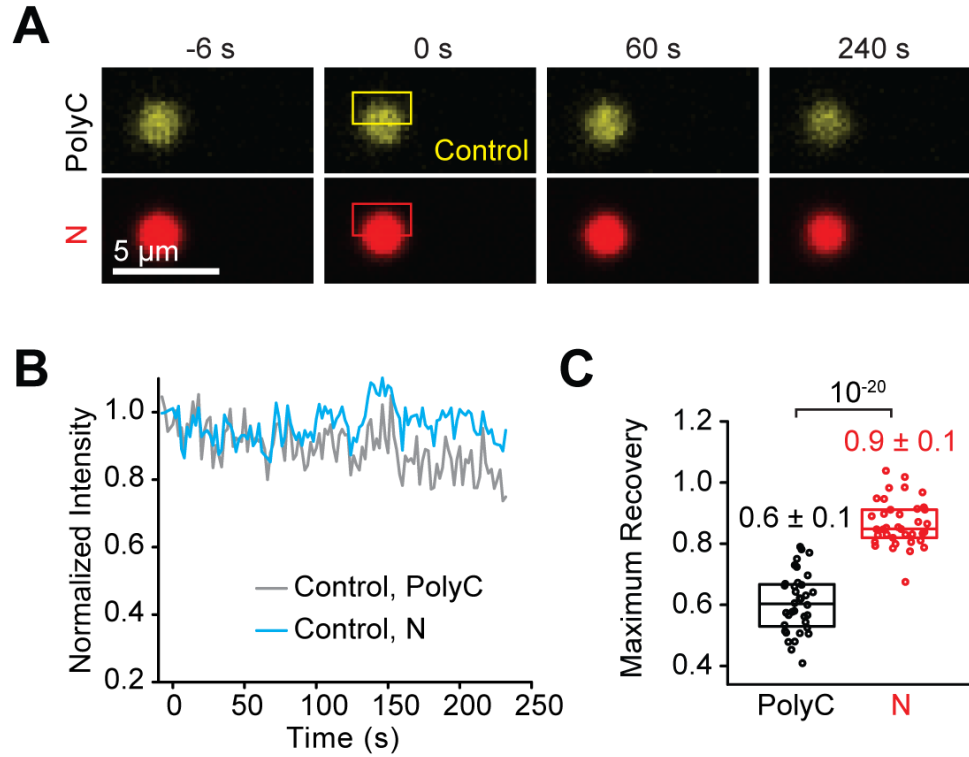 A
-6 s 0 s 60 s 240 s
PolyC
Control
N
5 μm
B
Normalized Intensity
1.0
0.8
0.6
0.4
0.2
Control, PolyC
Control, N
0 50 100 150 200 250
Time (s)
C
10-20
Maximum Recovery
1.2
1.0
0.8
0.6
0.4
0.6 ± 0.1
0.9 ± 0.1
PolyC N